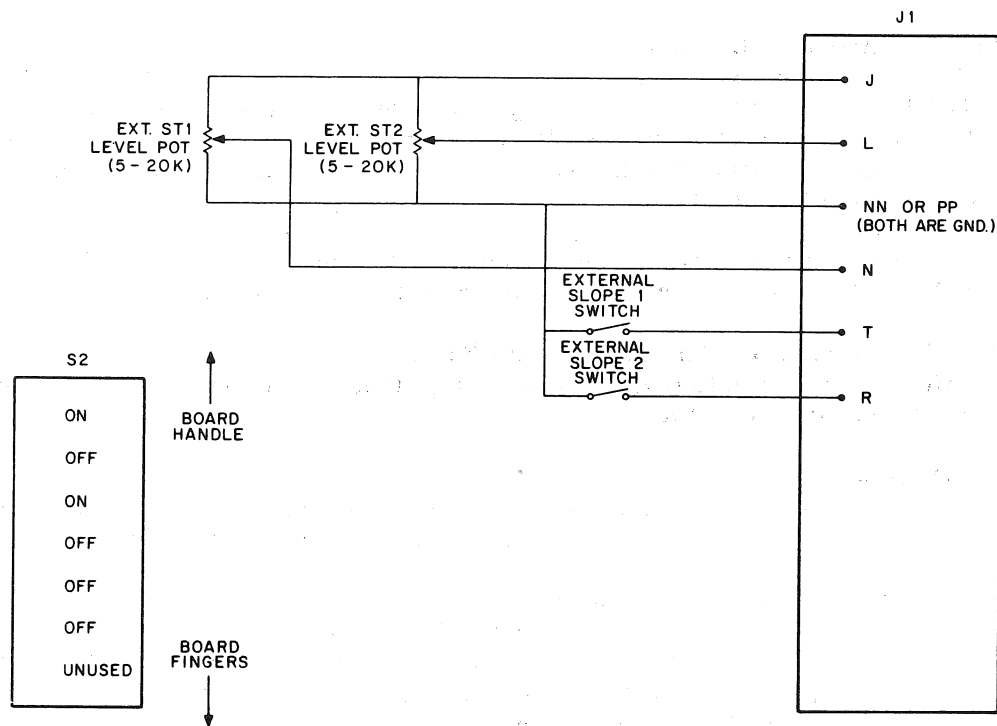 J1
J
EXT. ST1
LEVEL POT
(5 - 20K)
EXT. ST2
LEVEL POT
(5 - 20K)
L
NN OR PP
(BOTH ARE GND.)
N
EXTERNAL
SLOPE 1
SWITCH
T
EXTERNAL
SLOPE 2
SWITCH
R
S2
ON
OFF
ON
OFF
OFF
OFF
UNUSED
BOARD
HANDLE
BOARD
FINGERS